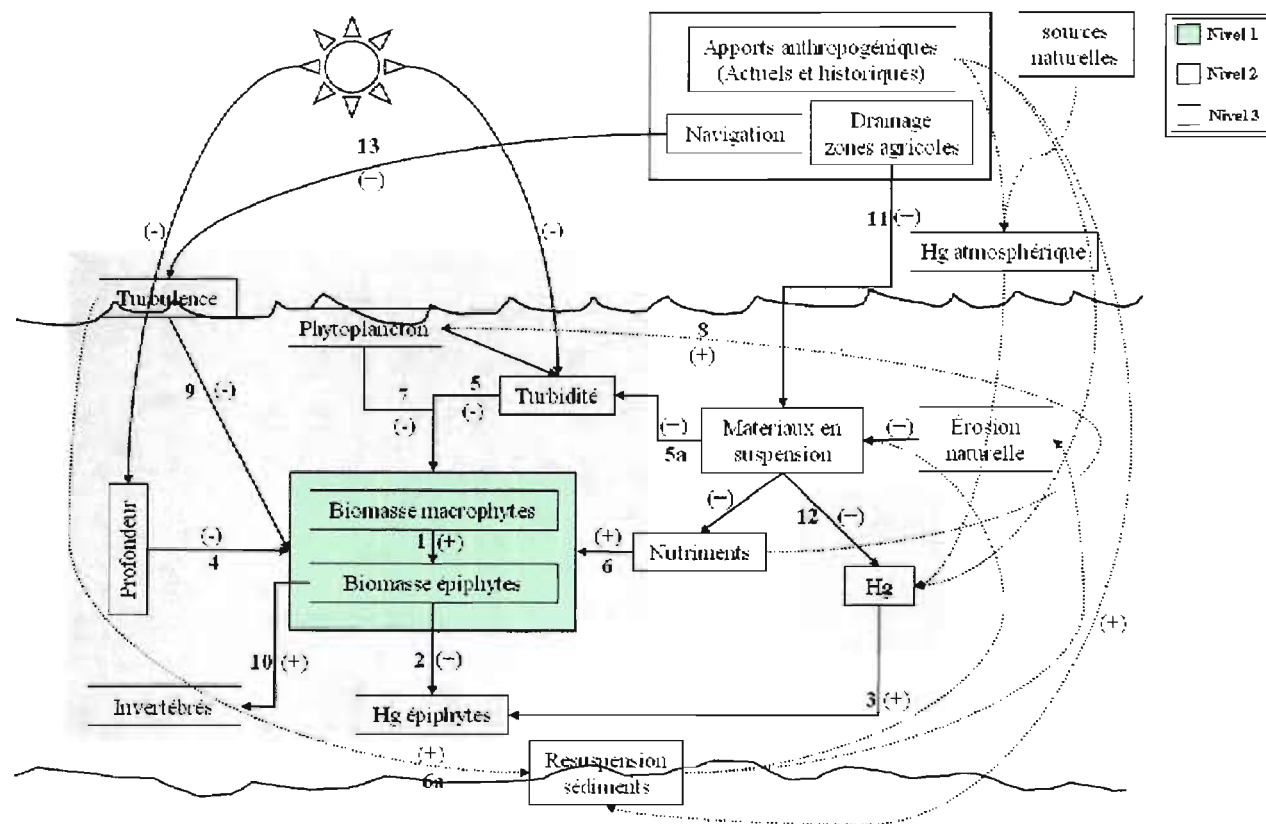 Apports anthropogéniques
(Actuels et historiques)
sources
naturelles
Nivel 1
Nivel 2
Nivel 3
Navigation
Drainage
zones agricoles
13
(−)
(-)
(-)
11 (−)
Hg atmosphérique
Turbulence
Phytoplancton
8
(+)
9 (-)
7
(-)
5
(-)
Turbidité
(−)
5a
Materiaux en
suspension
(−)
Érosion
naturelle
Profondeur
(-)
4
Biomasse macrophytes
1 (+)
Biomasse épiphytes
(+)
6
Nutriments
(−)
12 (−)
Hg
(+)
10 (+)
2 (−)
3 (+)
Invertébrés
Hg épiphytes
(+)
6a
Resuspension
sédiments